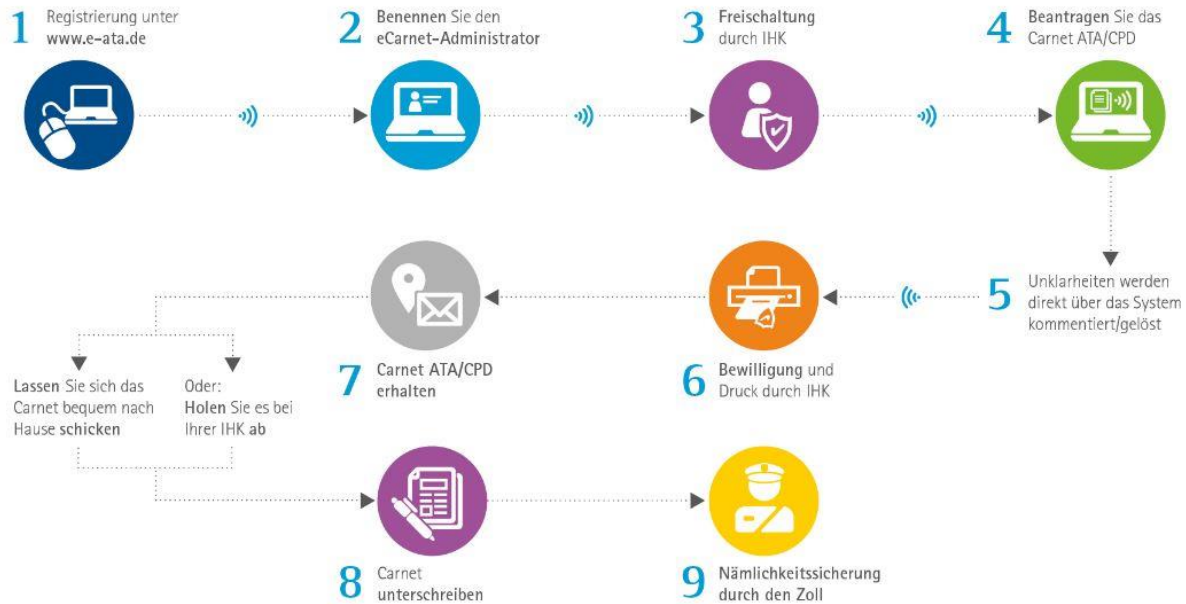 1
Registrierung unter
www.e-ata.de
2
Benennen Sie den
eCarnet-Administrator
3
Freischaltung
durch IHK
4
Beantragen Sie das
Carnet ATA/CPD
5
Unklarheiten werden
direkt über das System
kommentiert/gelöst
6
Bewilligung und
Druck durch IHK
7
Carnet ATA/CPD
erhalten
Lassen Sie sich das
Carnet bequem nach
Hause schicken
Oder:
Holen Sie es bei
Ihrer IHK ab
8
Carnet
unterschreiben
9
Nämlichkeitssicherung
durch den Zoll